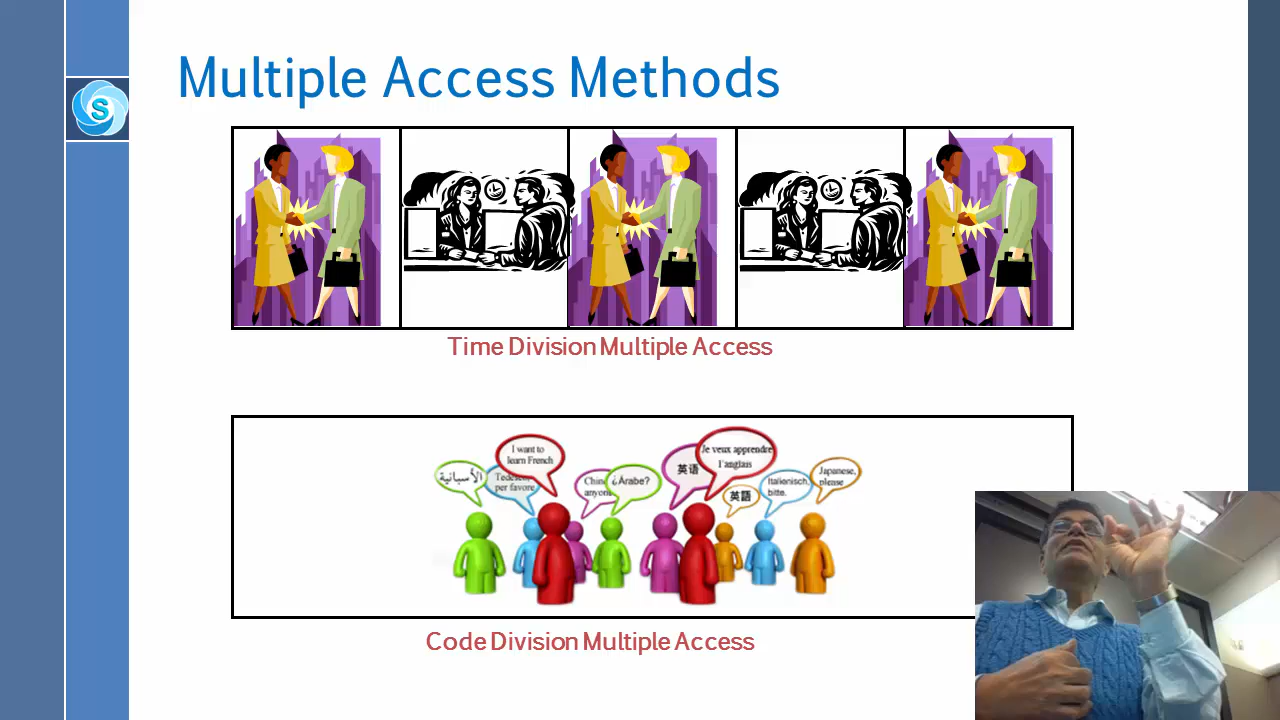 Multiple Access Methods
S
Time Division Multiple Access
I want to
learn French
Je veux apprendre
l'anglais
الأسبانية
per favore
¿Árabe?
英语
英語
Italienisch,
bitte.
Japanese,
please
Code Division Multiple Access